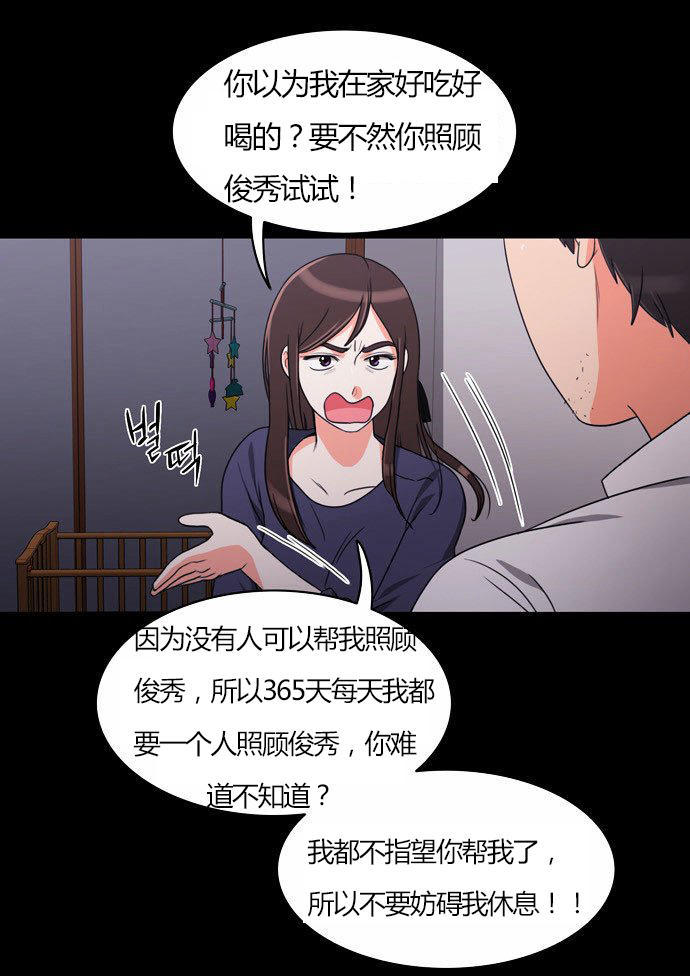 你以为我在家好吃好
喝的？要不然你照顾
俊秀试试！
벌떡
因为没有人可以帮我照顾
俊秀，所以365天每天我都
要一个人照顾俊秀，你难
道不知道？
我都不指望你帮我了，
所以不要妨碍我休息！！